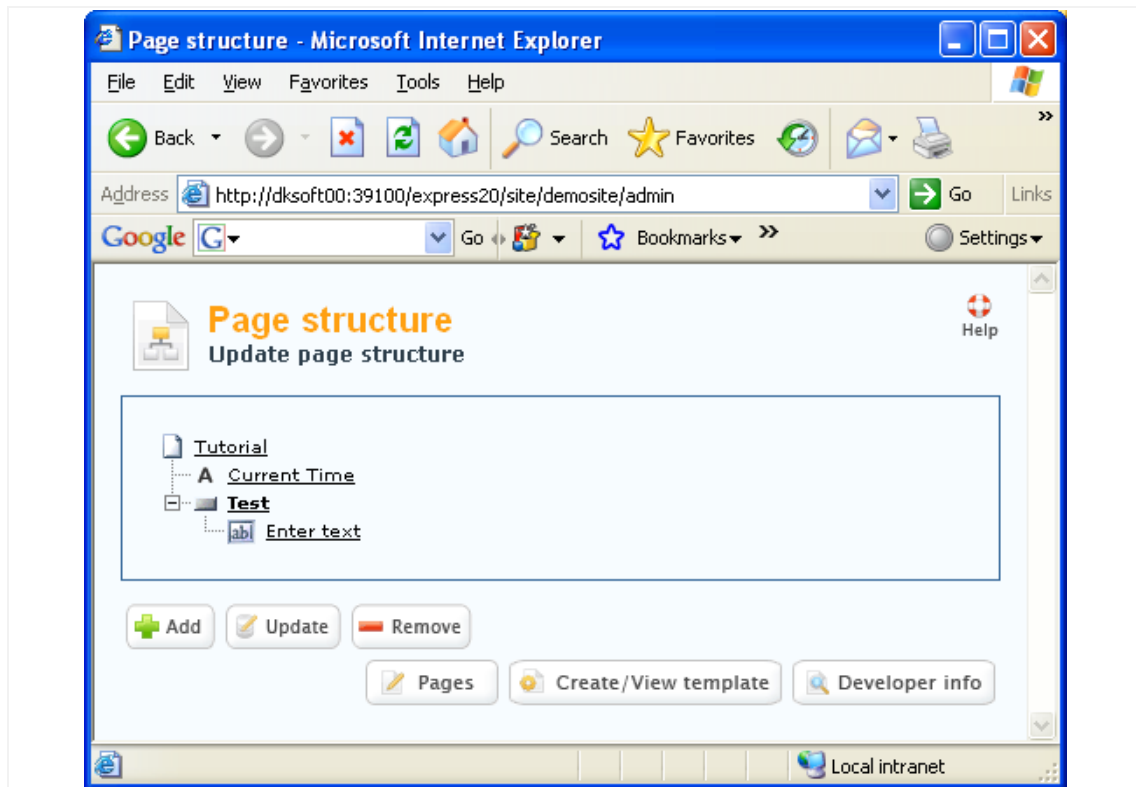 Page structure - Microsoft Internet Explorer
File Edit View Favorites Tools Help
Back Search Favorites »
Address http://dksoft00:39100/express20/site/demosite/admin Go Links
Google G Go Bookmarks » Settings
Page structure
Help
Update page structure
Tutorial
A Current Time
Test
abl Enter text
Add Update Remove
Pages Create/View template Developer info
Local intranet